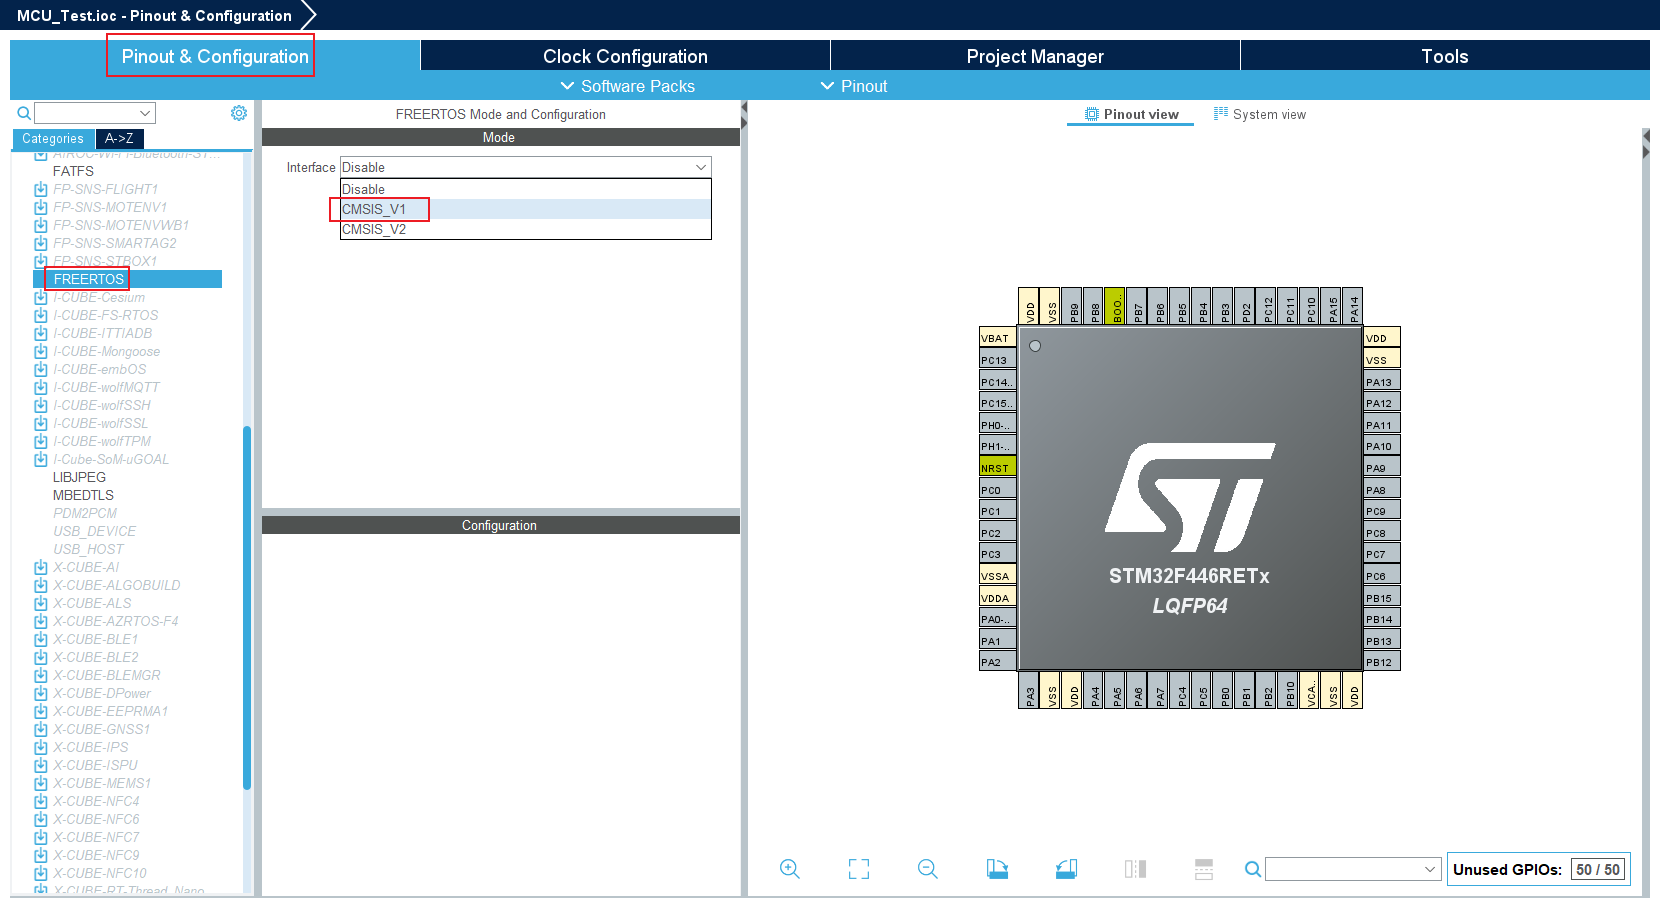 MCU_Test.ioc - Pinout & Configuration
Pinout & Configuration
Clock Configuration
Project Manager
Tools
Software Packs
Pinout
Categories
A->Z
FATFS
FP-SNS-FLIGHT1
FP-SNS-MOTENV1
FP-SNS-MOTENVWB1
FP-SNS-SMARTAG2
FP-SNS-STBOX1
FREERTOS
I-CUBE-Cesium
I-CUBE-FS-RTOS
I-CUBE-ITTIADB
I-CUBE-Mongoose
I-CUBE-embOS
I-CUBE-wolfMQTT
I-CUBE-wolfSSH
I-CUBE-wolfSSL
I-CUBE-wolfTPM
I-Cube-SoM-uGOAL
LIBJPEG
MBEDTLS
PDM2PCM
USB_DEVICE
USB_HOST
X-CUBE-AI
X-CUBE-ALGOBUILD
X-CUBE-ALS
X-CUBE-AZRTOS-F4
X-CUBE-BLE1
X-CUBE-BLE2
X-CUBE-BLEMGR
X-CUBE-DPower
X-CUBE-EEPRMA1
X-CUBE-GNSS1
X-CUBE-IPS
X-CUBE-ISPU
X-CUBE-MEMS1
X-CUBE-NFC4
X-CUBE-NFC6
X-CUBE-NFC7
X-CUBE-NFC9
X-CUBE-NFC10
X-CUBE-RT-Thread_Nano
FREERTOS Mode and Configuration
Mode
Interface Disable
Disable
CMSIS_V1
CMSIS_V2
Configuration
Pinout view
System view
VDD
VSS
PB9
PB8
BOO..
PB7
PB6
PB5
PB4
PB3
PD2
PC12
PC11
PC10
PA15
PA14
VBAT
PC13
PC14..
PC15..
PH0-..
PH1-..
NRST
PC0
PC1
PC2
PC3
VSSA
VDDA
PA0-..
PA1
PA2
ST
STM32F446RETx
LQFP64
VDD
VSS
PA13
PA12
PA11
PA10
PA9
PA8
PC9
PC8
PC7
PC6
PB15
PB14
PB13
PB12
PA3
VSS
VDD
PA4
PA5
PA6
PA7
PC4
PC5
PB0
PB1
PB2
PB10
VCA..
VSS
VDD
Unused GPIOs: 50 / 50